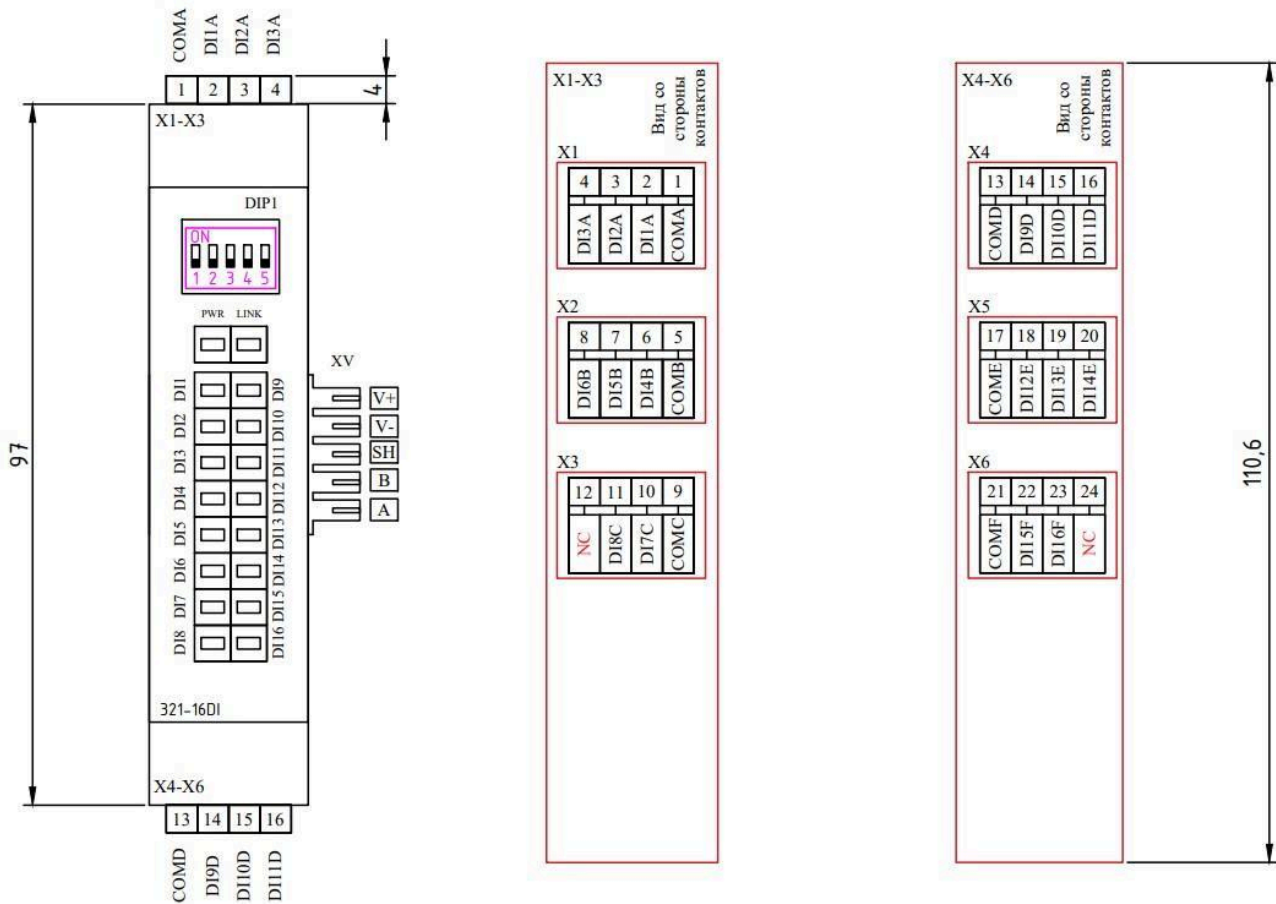 COMA
DI1A
DI2A
DI3A
1 2 3 4
4
X1-X3
DIP1
ON
1 2 3 4 5
PWR LINK
XV
DI1 DI9
DI2 DI10
DI3 DI11
DI4 DI12
DI5 DI13
DI6 DI14
DI7 DI15
DI8 DI16
V+
V-
SH
B
A
97
321-16DI
X4-X6
13 14 15 16
COMD
DI9D
DI10D
DI11D
X1-X3
Вид со
стороны
контактов
X1
4 3 2 1
DI3A DI2A DI1A COMA
X2
8 7 6 5
DI6B DI5B DI4B COMB
X3
12 11 10 9
NC DI8C DI7C COMC
X4-X6
Вид со
стороны
контактов
X4
13 14 15 16
COMD DI9D DI10D DI11D
X5
17 18 19 20
COME DI12E DI13E DI14E
X6
21 22 23 24
COMF DI15F DI16F NC
110,6